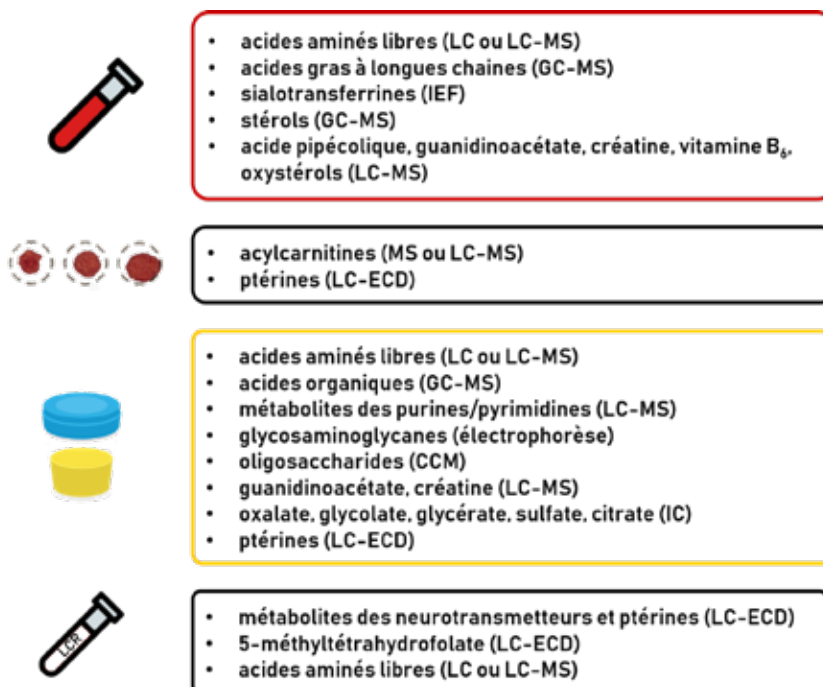 • acides aminés libres (LC ou LC-MS)
• acides gras à longues chaines (GC-MS)
• sialotransferrines (IEF)
• stérols (GC-MS)
• acide pipécolique, guanidinoacétate, créatine, vitamine B₆,
oxystérols (LC-MS)
• acylcarnitines (MS ou LC-MS)
• ptérines (LC-ECD)
• acides aminés libres (LC ou LC-MS)
• acides organiques (GC-MS)
• métabolites des purines/pyrimidines (LC-MS)
• glycosaminoglycanes (électrophorèse)
• oligosaccharides (CCM)
• guanidinoacétate, créatine (LC-MS)
• oxalate, glycolate, glycérate, sulfate, citrate (IC)
• ptérines (LC-ECD)
LCR
• métabolites des neurotransmetteurs et ptérines (LC-ECD)
• 5-méthyltétrahydrofolate (LC-ECD)
• acides aminés libres (LC ou LC-MS)